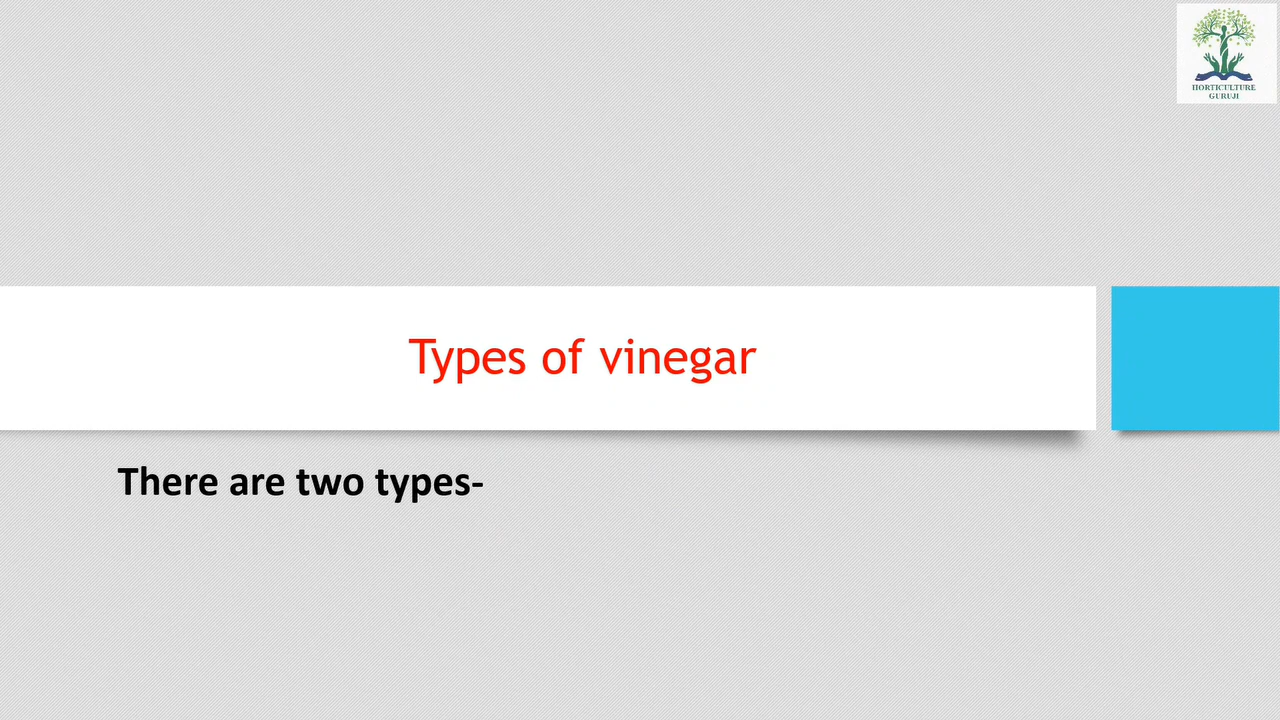 HORTICULTURE
GURUJI
Types of vinegar
There are two types-